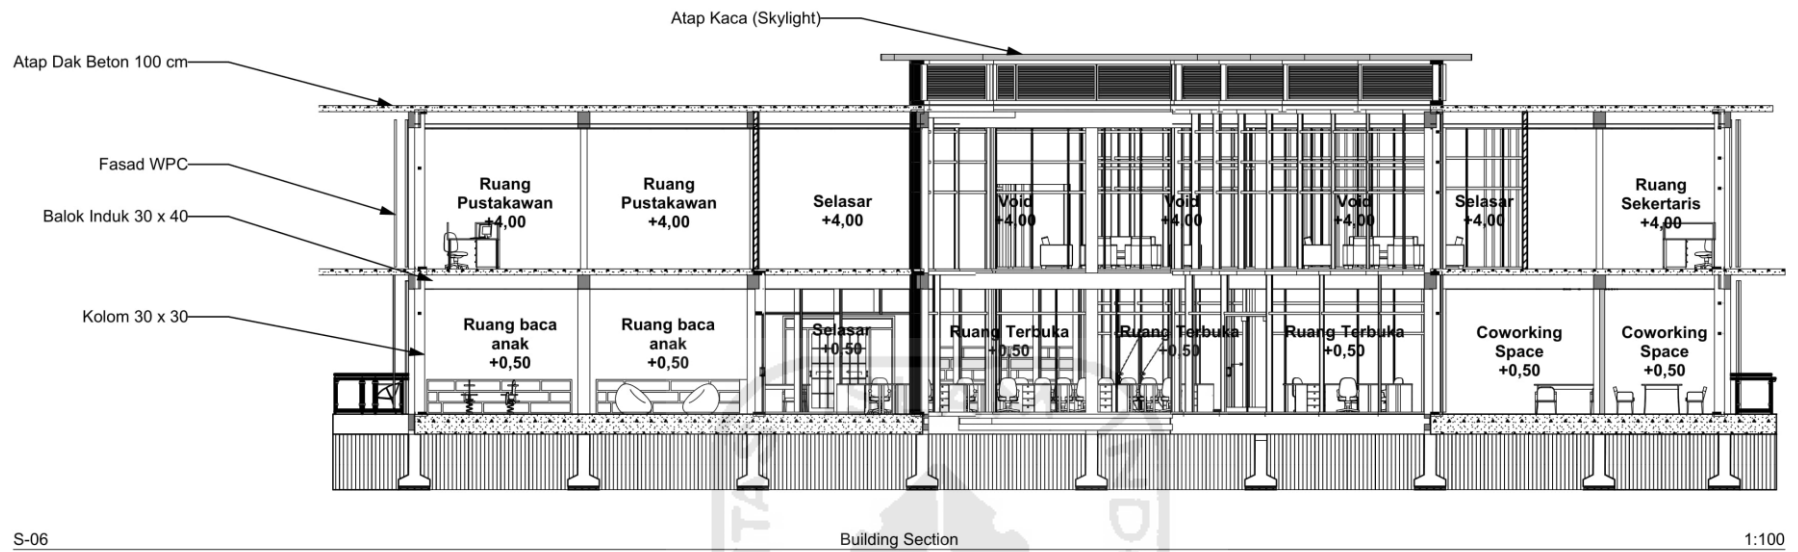 Atap Kaca (Skylight)
Atap Dak Beton 100 cm
Fasad WPC
Balok Induk 30 x 40
Kolom 30 x 30
Ruang
Pustakawan
+4,00
Ruang
Pustakawan
+4,00
Selasar
+4,00
Void
+4,00
Void
+4,00
Void
+4,00
Selasar
+4,00
Ruang
Sekertaris
+4,00
Ruang baca
anak
+0,50
Ruang baca
anak
+0,50
Selasar
+0,50
Ruang Terbuka
+0,50
Ruang Terbuka
+0,50
Ruang Terbuka
+0,50
Coworking
Space
+0,50
Coworking
Space
+0,50
S-06
Building Section
1:100